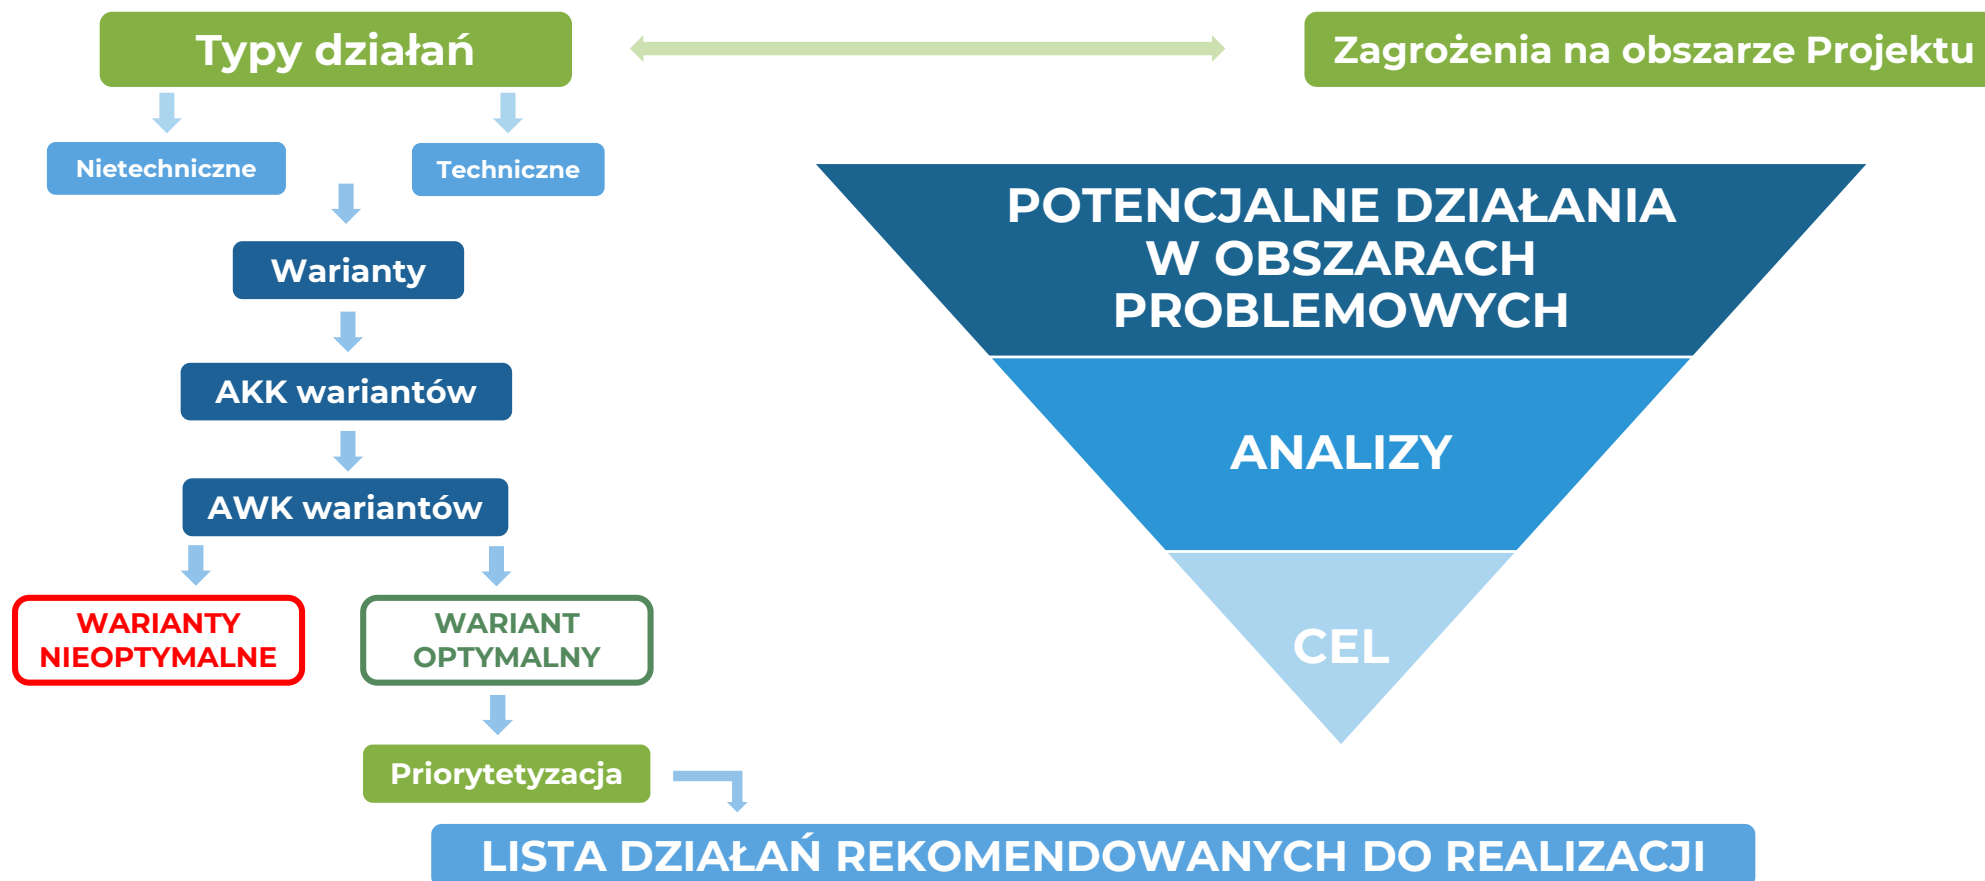 Typy działań
Zagrożenia na obszarze Projektu
Nietechniczne
Techniczne
Warianty
AKK wariantów
AWK wariantów
WARIANTY
NIEOPTYMALNE
WARIANT
OPTYMALNY
Priorytetyzacja
POTENCJALNE DZIAŁANIA
W OBSZARACH
PROBLEMOWYCH
ANALIZY
CEL
LISTA DZIAŁAŃ REKOMENDOWANYCH DO REALIZACJI